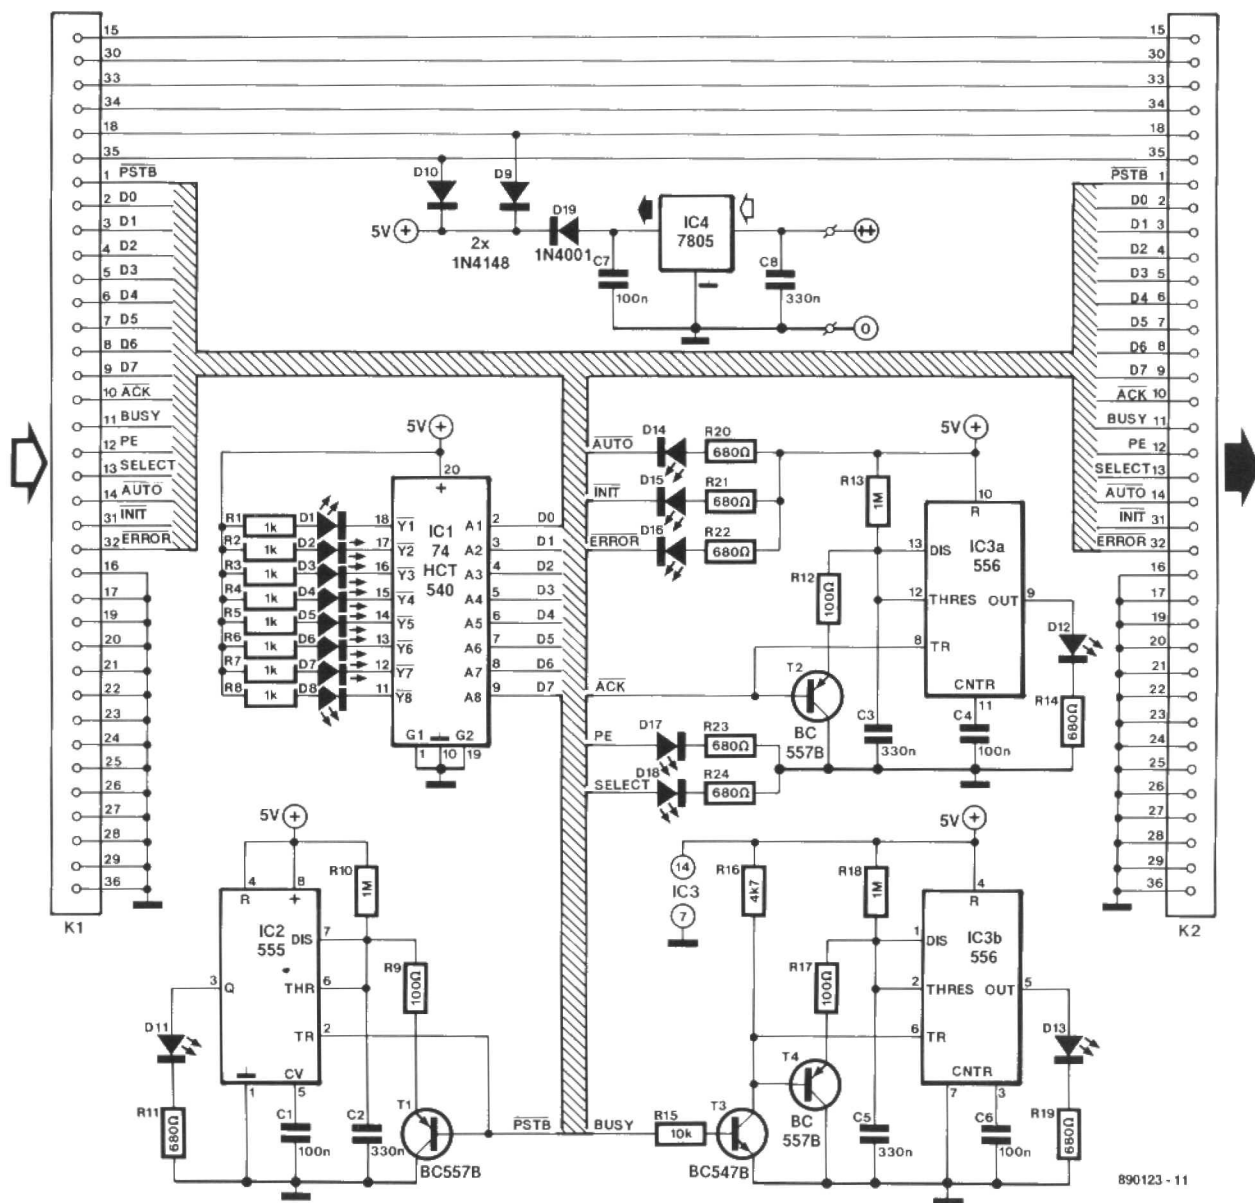 15
30
33
34
18
35
1 PSTB
2 D0
3 D1
4 D2
5 D3
6 D4
7 D5
8 D6
9 D7
10 ACK
11 BUSY
12 PE
13 SELECT
14 AUTO
31 INIT
32 ERROR
16
17
19
20
21
22
23
24
25
26
27
28
29
36
K1
D10
D9
D19
5V
2x
1N4148
1N4001
IC4
7805
C7
100n
C8
330n
++
0
15
30
33
34
18
35
PSTB 1
D0 2
D1 3
D2 4
D3 5
D4 6
D5 7
D6 8
D7 9
ACK 10
BUSY 11
PE 12
SELECT 13
AUTO 14
INIT 31
ERROR 32
16
17
19
20
21
22
23
24
25
26
27
28
29
36
K2
5V
20
R1 1k D1 18 Y1 A1 2 D0
R2 1k D2 17 Y2 A2 3 D1
R3 1k D3 16 Y3 A3 4 D2
R4 1k D4 15 Y4 A4 5 D3
R5 1k D5 14 Y5 A5 6 D4
R6 1k D6 13 Y6 A6 7 D5
R7 1k D7 12 Y7 A7 8 D6
R8 1k D8 11 Y8 A8 9 D7
IC1
74
HCT
540
G1 G2
1 10 19
AUTO D14 R20 680Ω
INIT D15 R21 680Ω
ERROR D16 R22 680Ω
5V
R13 1M
10
R
13 DIS
IC3a
556
R12 100Ω
12 THRES OUT 9
8 TR
D12
ACK
T2
BC
557B
CNTR
11
C3
330n
C4
100n
R14 680Ω
PE D17 R23 680Ω
SELECT D18 R24 680Ω
5V
4 8
R +
R10 1M
IC2
555
DIS 7
R9 100Ω
3 Q
THR 6
TR 2
D11
CV
1 5
R11 680Ω
C1
100n
C2
330n
T1
BC557B
PSTB
BUSY
R15
10k
T3
BC547B
14
IC3
7
5V
R16 4k7
R18 1M
4
R
1 DIS
IC3b
556
R17 100Ω
2 THRES OUT 5
6 TR
D13
T4
BC
557B
CNTR
7 3
C5
330n
C6
100n
R19 680Ω
890123 - 11